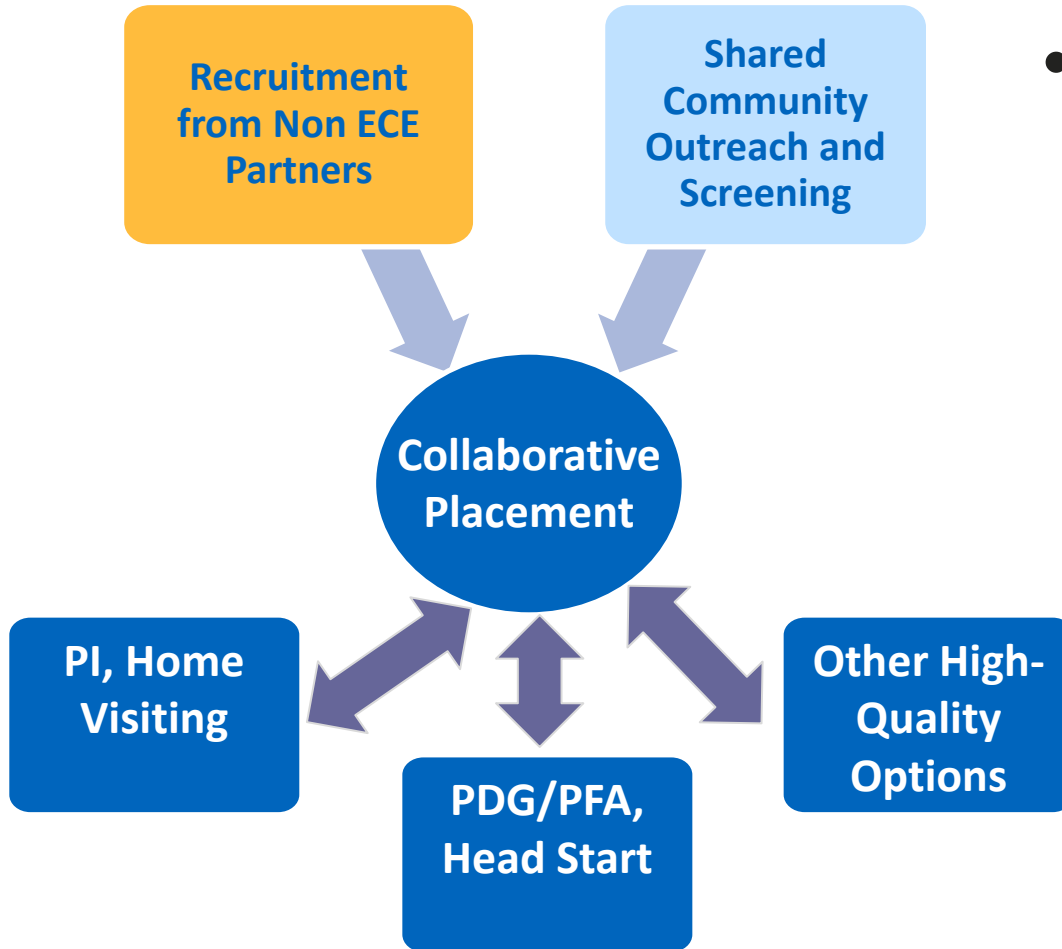 Recruitment
from Non ECE
Partners
Shared
Community
Outreach and
Screening
•
Collaborative
Placement
PI, Home
Visiting
PDG/PFA,
Head Start
Other High-
Quality
Options